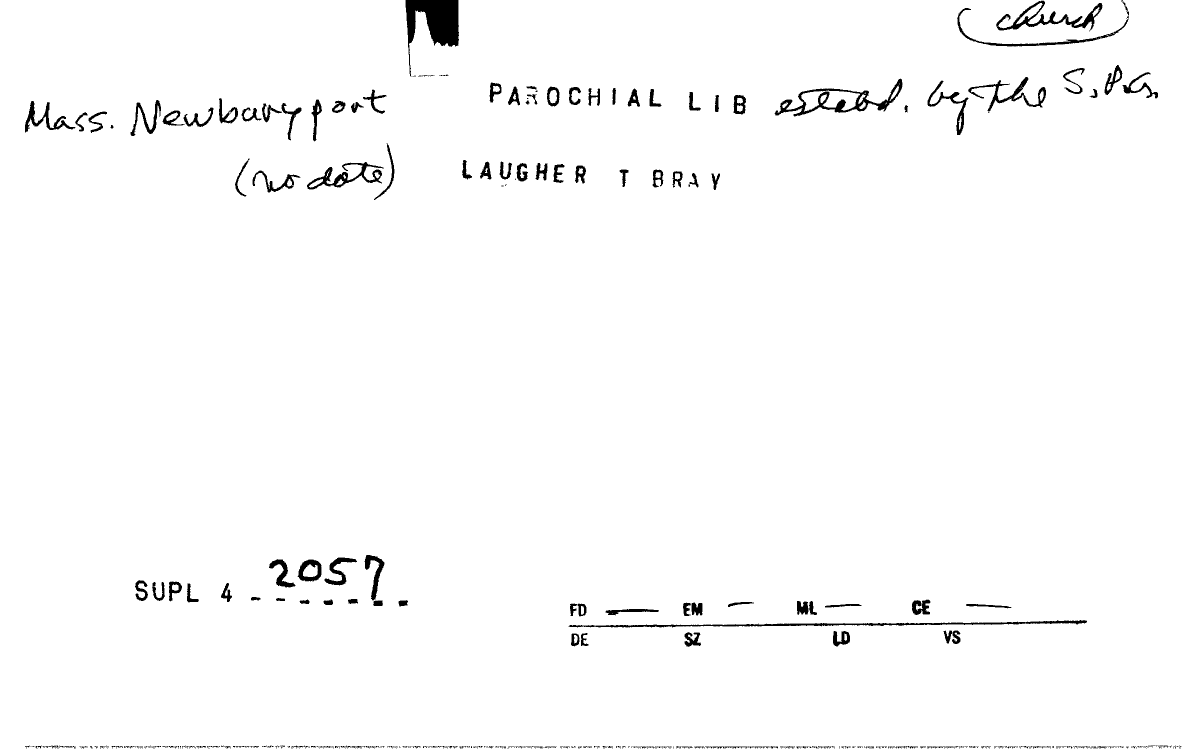 church
Mass. Newburyport PAROCHIAL LIB estabd. by the S.P.G.
(no date) LAUGHER T BRAY
SUPL 4 2057
FD — EM — ML — CE —
DE SZ LD VS